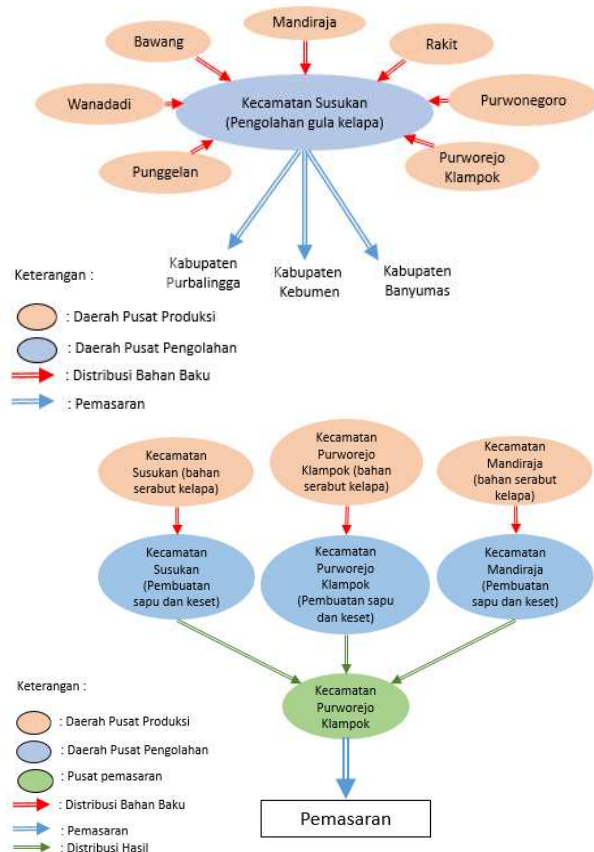 Mandiraja
Bawang
Rakit
Wanadadi
Kecamatan Susukan
(Pengolahan gula kelapa)
Purwonegoro
Punggelan
Purworejo
Klampok
Kabupaten
Purbalingga
Kabupaten
Kebumen
Kabupaten
Banyumas
Keterangan :
: Daerah Pusat Produksi
: Daerah Pusat Pengolahan
: Distribusi Bahan Baku
: Pemasaran
Kecamatan
Susukan (bahan
serabut kelapa)
Kecamatan
Purworejo
Klampok (bahan
serabut kelapa)
Kecamatan
Mandiraja
(bahan serabut
kelapa)
Kecamatan
Susukan
(Pembuatan
sapu dan keset)
Kecamatan
Purworejo
Klampok
(Pembuatan sapu
dan keset)
Kecamatan
Mandiraja
(Pembuatan
sapu dan keset)
Kecamatan
Purworejo
Klampok
Keterangan :
: Daerah Pusat Produksi
: Daerah Pusat Pengolahan
: Pusat pemasaran
: Distribusi Bahan Baku
: Pemasaran
: Distribusi Hasil
Pemasaran